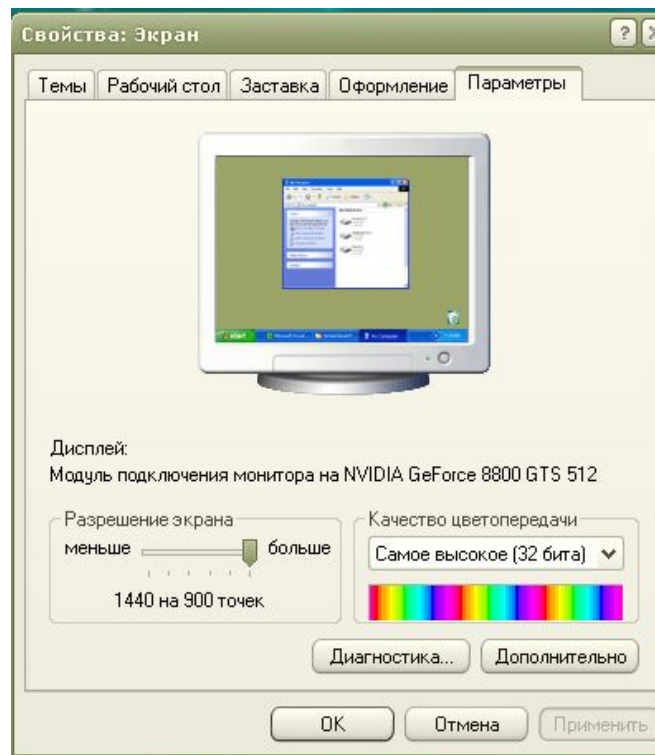 Свойства: Экран
Темы Рабочий стол Заставка Оформление Параметры
start
Дисплей:
Модуль подключения монитора на NVIDIA GeForce 8800 GTS 512
Разрешение экрана
меньше больше
1440 на 900 точек
Качество цветопередачи
Самое высокое (32 бита)
Диагностика... Дополнительно
OK Отмена Применить